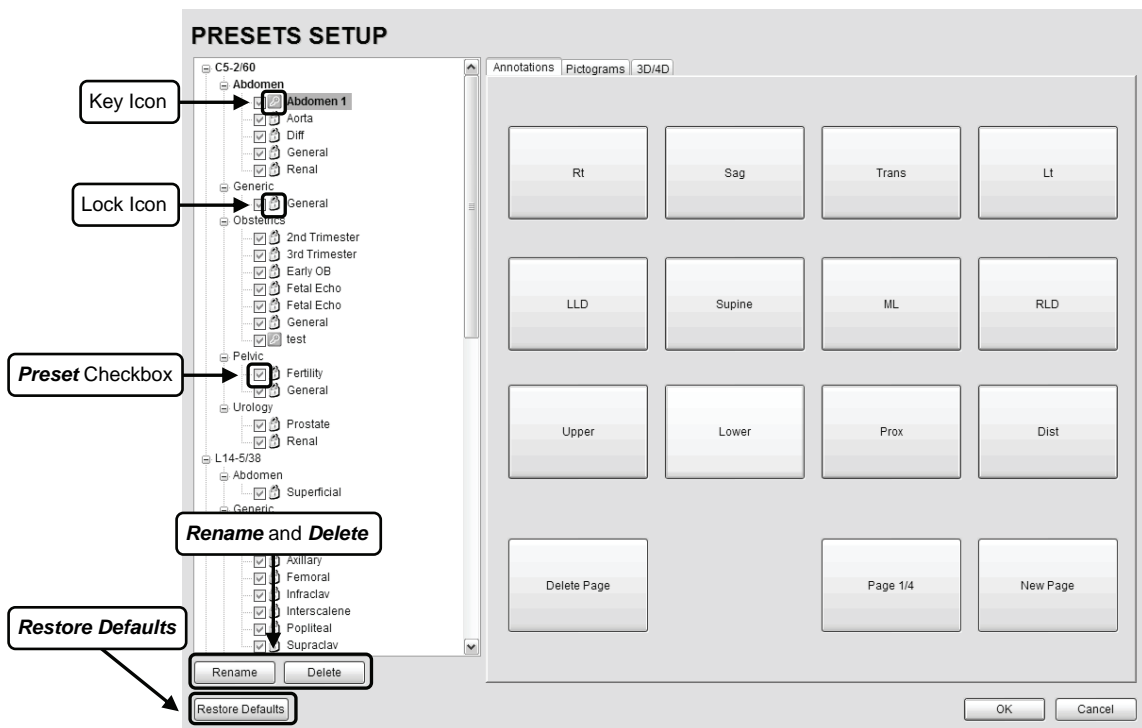 PRESETS SETUP
C5-2/60
Abdomen
Abdomen 1
Aorta
Diff
General
Renal
Generic
General
Obstetrics
2nd Trimester
3rd Trimester
Early OB
Fetal Echo
Fetal Echo
General
test
Pelvic
Fertility
General
Urology
Prostate
Renal
L14-5/38
Abdomen
Superficial
Generic
Axillary
Femoral
Infraclav
Interscalene
Popliteal
Supraclav
Rename Delete
Restore Defaults
Key Icon
Lock Icon
Preset Checkbox
Rename and Delete
Restore Defaults
Annotations Pictograms 3D/4D
Rt Sag Trans Lt
LLD Supine ML RLD
Upper Lower Prox Dist
Delete Page Page 1/4 New Page
OK Cancel